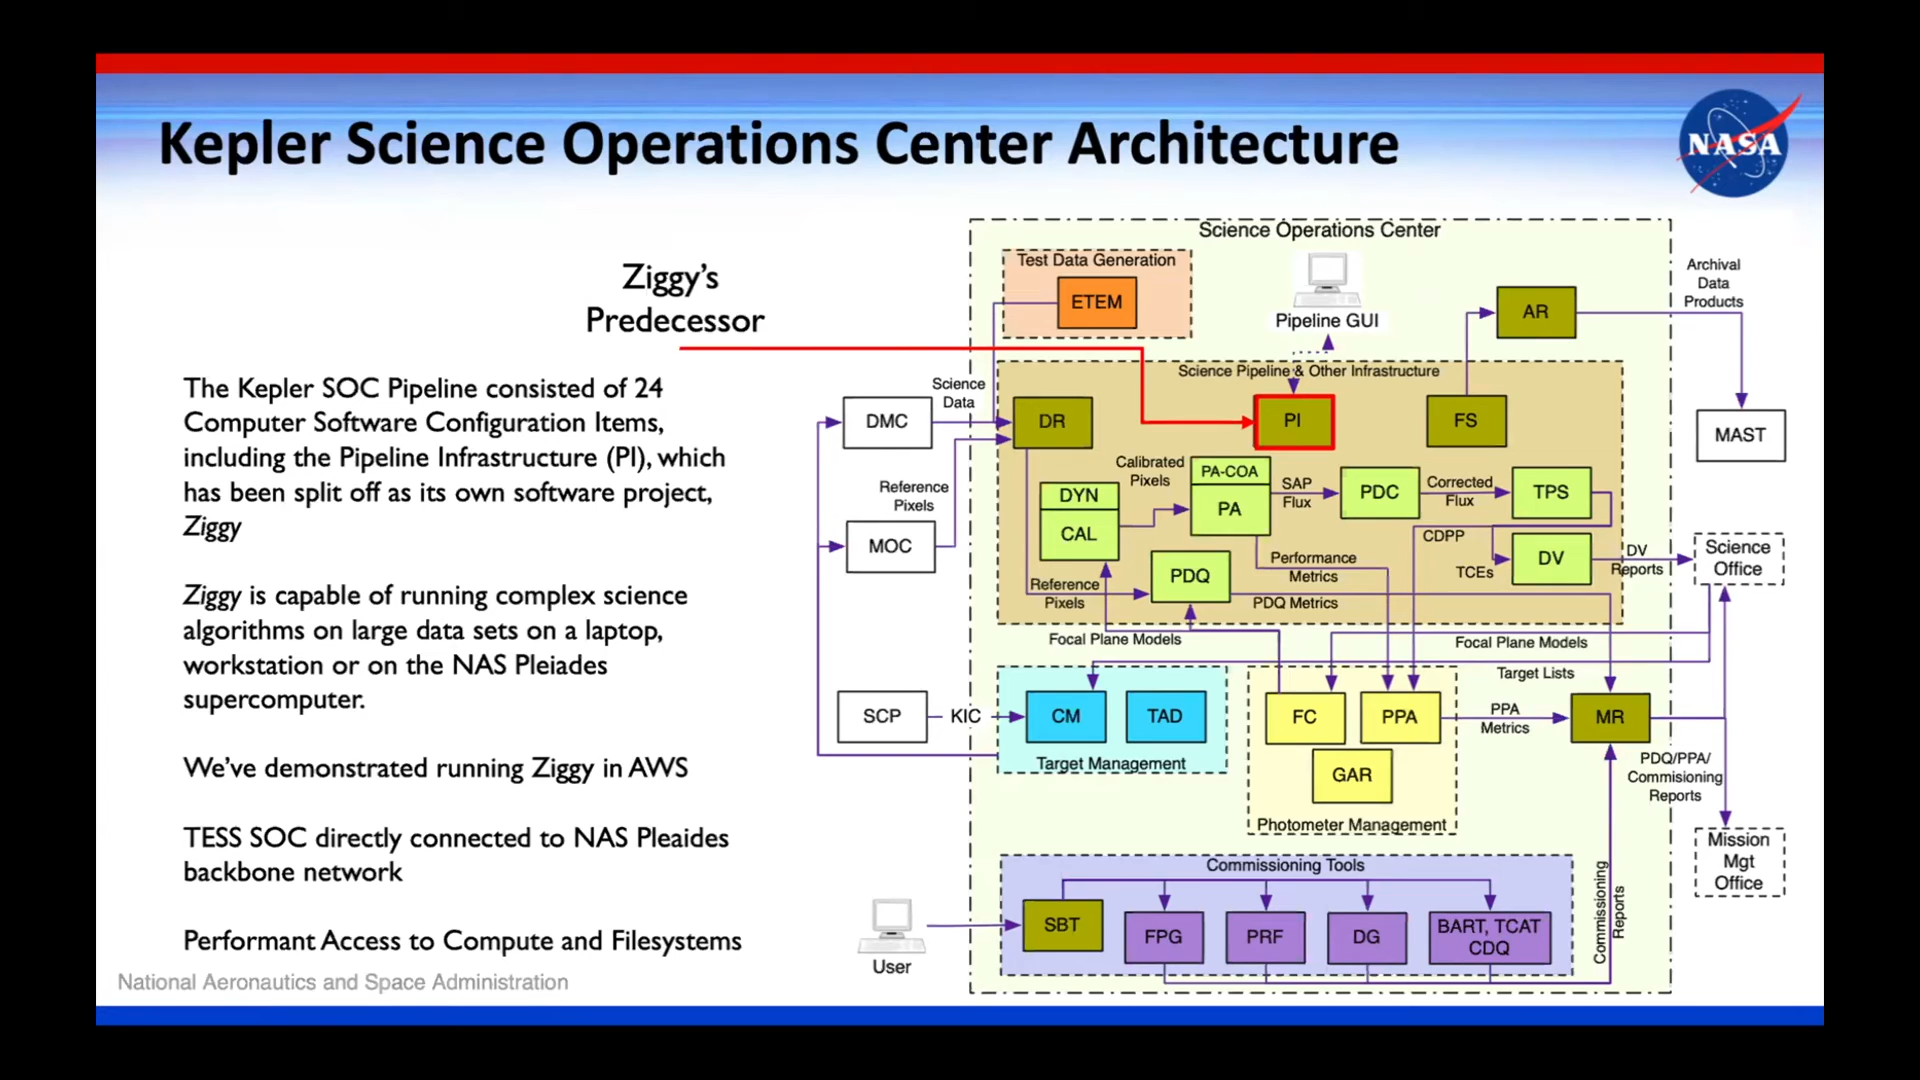 Kepler Science Operations Center Architecture
NASA
Ziggy's
Predecessor
The Kepler SOC Pipeline consisted of 24
Computer Software Configuration Items,
including the Pipeline Infrastructure (PI), which
has been split off as its own software project,
Ziggy
Ziggy is capable of running complex science
algorithms on large data sets on a laptop,
workstation or on the NAS Pleiades
supercomputer.
We've demonstrated running Ziggy in AWS
TESS SOC directly connected to NAS Pleaides
backbone network
Performant Access to Compute and Filesystems
National Aeronautics and Space Administration
Science Operations Center
Test Data Generation
ETEM
Pipeline GUI
AR
Archival
Data
Products
Science Pipeline & Other Infrastructure
Science
Data
DMC
DR
PI
FS
MAST
Calibrated
Pixels
PA-COA
PA
SAP
Flux
PDC
Corrected
Flux
TPS
Reference
Pixels
DYN
CAL
MOC
CDPP
TCEs
DV
DV
Reports
Science
Office
PDQ
Performance
Metrics
Reference
Pixels
PDQ Metrics
Focal Plane Models
Focal Plane Models
Target Lists
SCP
KIC
CM
TAD
Target Management
FC
PPA
GAR
Photometer Management
PPA
Metrics
MR
PDQ/PPA/
Commisioning
Reports
Mission
Mgt
Office
Commissioning Tools
User
SBT
FPG
PRF
DG
BART, TCAT
CDQ
Commissioning
Reports